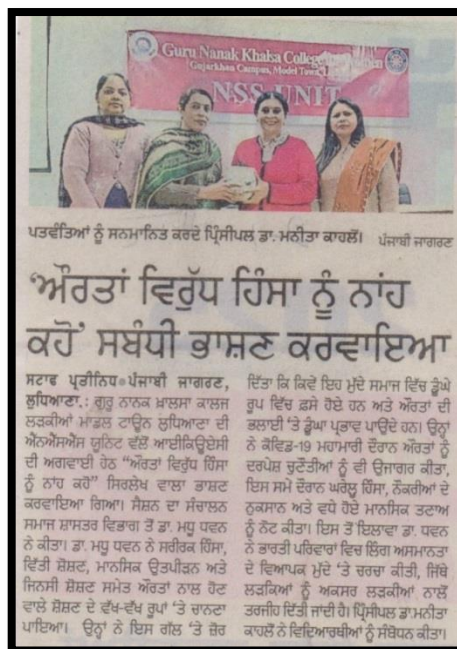 Guru Nanak Khalsa College for Women
Gujarkhan Campus, Model Town,
NSS UNIT
ਪਤਵੰਤਿਆਂ ਨੂੰ ਸਨਮਾਨਿਤ ਕਰਦੇ ਪ੍ਰਿੰਸੀਪਲ ਡਾ. ਮਨੀਤਾ ਕਾਹਲੋਂ। ਪੰਜਾਬੀ ਜਾਗਰਣ
'ਔਰਤਾਂ ਵਿਰੁੱਧ ਹਿੰਸਾ ਨੂੰ ਨਾਂਹ
ਕਹੋ' ਸਬੰਧੀ ਭਾਸ਼ਣ ਕਰਵਾਇਆ
ਸਟਾਫ ਪ੍ਰਤੀਨਿਧ•ਪੰਜਾਬੀ ਜਾਗਰਣ,
ਲੁਧਿਆਣਾ.: ਗੁਰੂ ਨਾਨਕ ਖ਼ਾਲਸਾ ਕਾਲਜ
ਲੜਕੀਆਂ ਮਾਡਲ ਟਾਊਨ ਲੁਧਿਆਣਾ ਦੀ
ਐੱਨਐੱਸਐੱਸ ਯੂਨਿਟ ਵੱਲੋਂ ਆਈਕਿਊਏਸੀ
ਦੀ ਅਗਵਾਈ ਹੇਠ "ਔਰਤਾਂ ਵਿਰੁੱਧ ਹਿੰਸਾ
ਨੂੰ ਨਾਂਹ ਕਹੋ" ਸਿਰਲੇਖ ਵਾਲਾ ਭਾਸ਼ਣ
ਕਰਵਾਇਆ ਗਿਆ। ਸੈਸ਼ਨ ਦਾ ਸੰਚਾਲਨ
ਸਮਾਜ ਸ਼ਾਸਤਰ ਵਿਭਾਗ ਤੋਂ ਡਾ. ਮਧੂ ਧਵਨ
ਨੇ ਕੀਤਾ। ਡਾ. ਮਧੂ ਧਵਨ ਨੇ ਸਰੀਰਕ ਹਿੰਸਾ,
ਵਿੱਤੀ ਸ਼ੋਸ਼ਣ, ਮਾਨਸਿਕ ਉਤਪੀੜਨ ਅਤੇ
ਜਿਨਸੀ ਸ਼ੋਸ਼ਣ ਸਮੇਤ ਔਰਤਾਂ ਨਾਲ ਹੋਣ
ਵਾਲੇ ਸ਼ੋਸ਼ਣ ਦੇ ਵੱਖ-ਵੱਖ ਰੂਪਾਂ 'ਤੇ ਚਾਨਣਾ
ਪਾਇਆ। ਉਨ੍ਹਾਂ ਨੇ ਇਸ ਗੱਲ 'ਤੇ ਜ਼ੋਰ
ਦਿੱਤਾ ਕਿ ਕਿਵੇਂ ਇਹ ਮੁੱਦੇ ਸਮਾਜ ਵਿੱਚ ਡੂੰਘੇ
ਰੂਪ ਵਿੱਚ ਫ਼ਸੇ ਹੋਏ ਹਨ ਅਤੇ ਔਰਤਾਂ ਦੀ
ਭਲਾਈ 'ਤੇ ਡੂੰਘਾ ਪ੍ਰਭਾਵ ਪਾਉਂਦੇ ਹਨ। ਉਨ੍ਹਾਂ
ਨੇ ਕੋਵਿਡ-19 ਮਹਾਮਾਰੀ ਦੌਰਾਨ ਔਰਤਾਂ ਨੂੰ
ਦਰਪੇਸ਼ ਚੁਣੌਤੀਆਂ ਨੂੰ ਵੀ ਉਜਾਗਰ ਕੀਤਾ,
ਇਸ ਸਮੇਂ ਦੌਰਾਨ ਘਰੇਲੂ ਹਿੰਸਾ, ਨੌਕਰੀਆਂ ਦੇ
ਨੁਕਸਾਨ ਅਤੇ ਵਧੇ ਹੋਏ ਮਾਨਸਿਕ ਤਣਾਅ
ਨੂੰ ਨੋਟ ਕੀਤਾ। ਇਸ ਤੋਂ ਇਲਾਵਾ ਡਾ. ਧਵਨ
ਨੇ ਭਾਰਤੀ ਪਰਿਵਾਰਾਂ ਵਿਚ ਲਿੰਗ ਅਸਮਾਨਤਾ
ਦੇ ਵਿਆਪਕ ਮੁੱਦੇ 'ਤੇ ਚਰਚਾ ਕੀਤੀ, ਜਿੱਥੇ
ਲੜਕਿਆਂ ਨੂੰ ਅਕਸਰ ਲੜਕੀਆਂ ਨਾਲੋਂ
ਤਰਜੀਹ ਦਿੱਤੀ ਜਾਂਦੀ ਹੈ। ਪ੍ਰਿੰਸੀਪਲ ਡਾ.ਮਨੀਤਾ
ਕਾਹਲੋਂ ਨੇ ਵਿਦਿਆਰਥੀਆਂ ਨੂੰ ਸੰਬੋਧਨ ਕੀਤਾ।